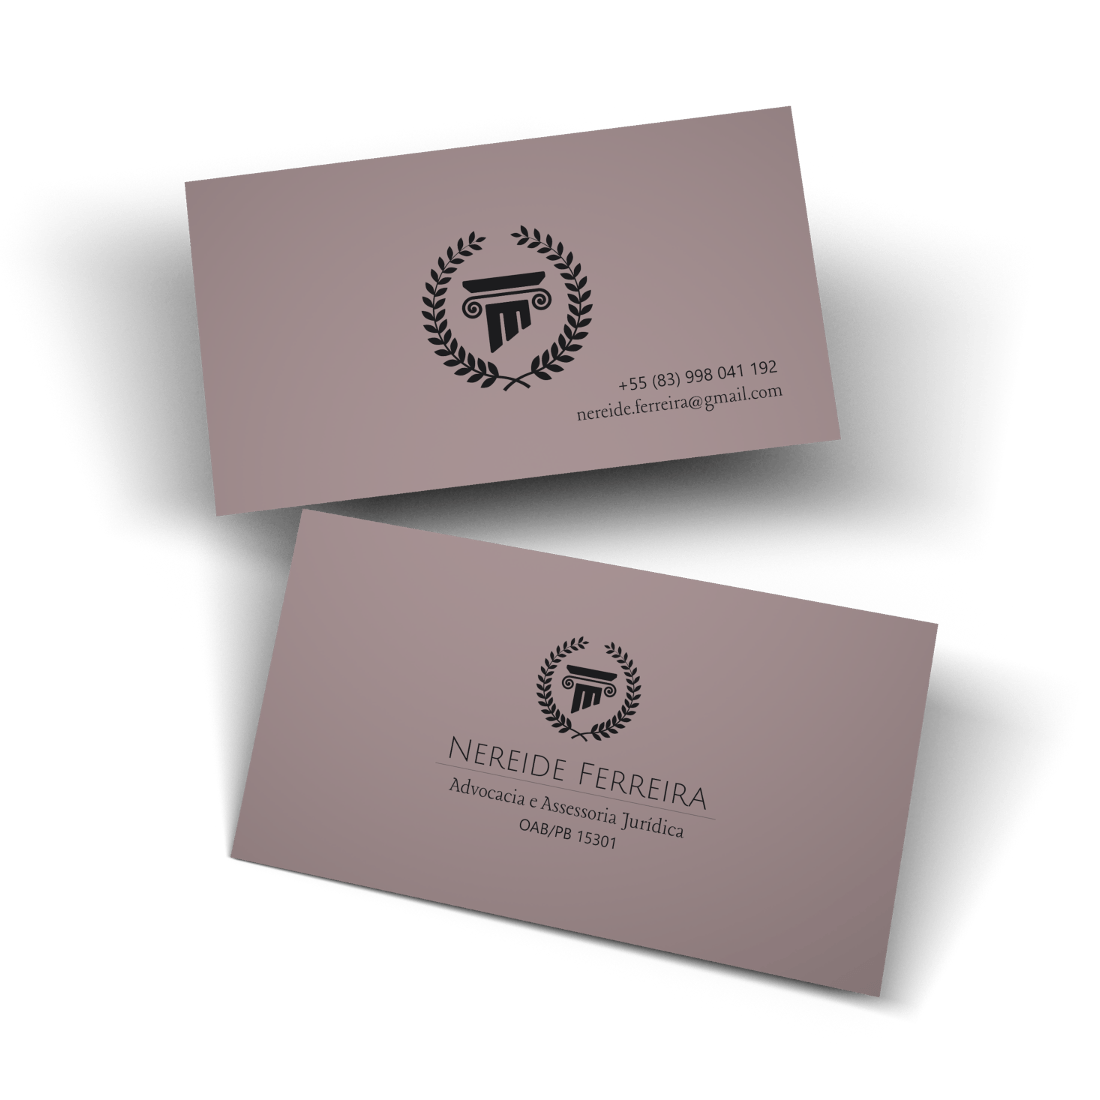 +55 (83) 998 041 192
nereide.ferreira@gmail.com
NEREIDE FERREIRA
Advocacia e Assessoria Jurídica
OAB/PB 15301